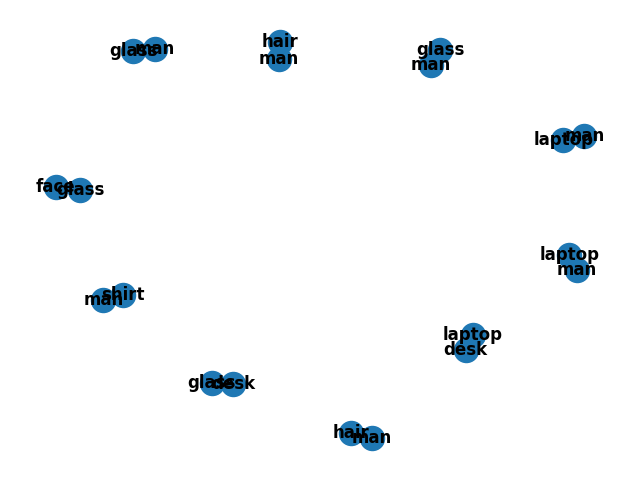 glass man
hair
man
glass
man
laptop man
face glass
laptop
man
man shirt
laptop
desk
glass desk
hair man